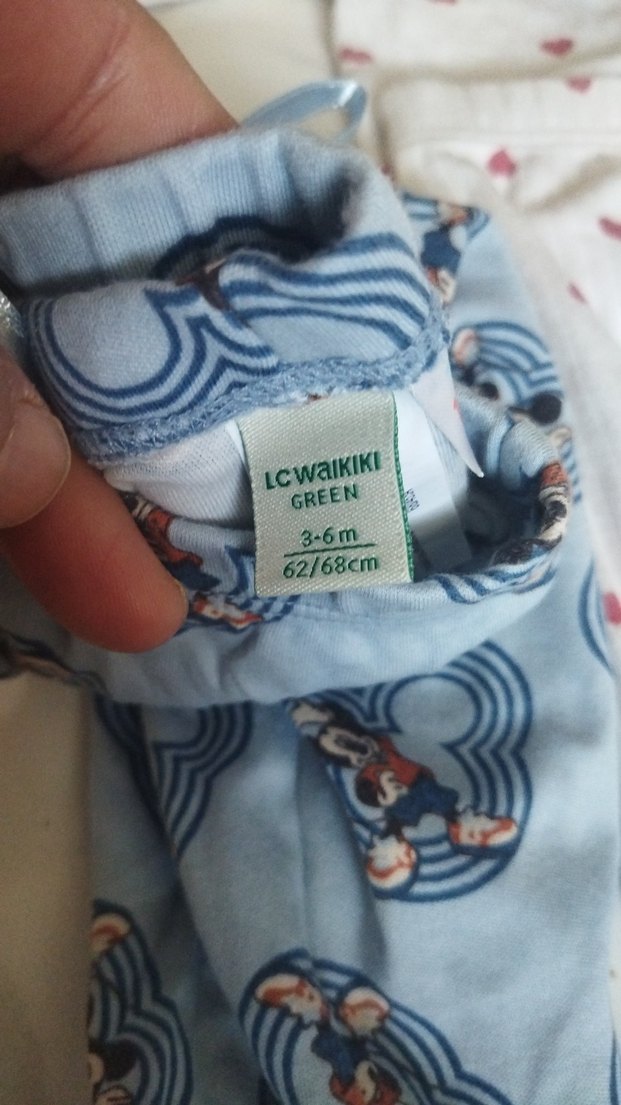 LC WAIKIKI
GREEN
3-6 m
62/68cm